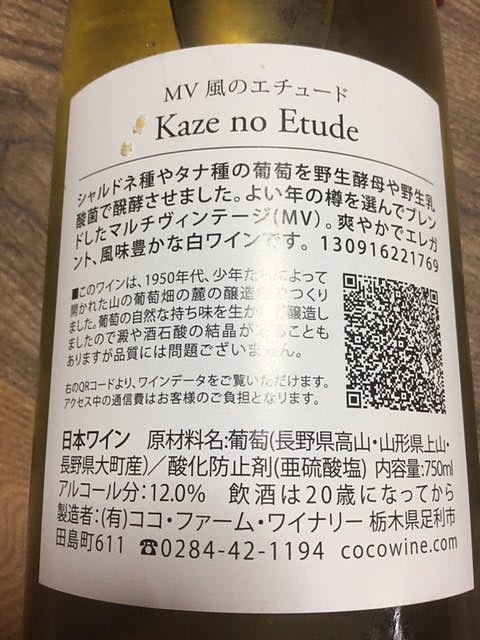 MV 風のエチュード
Kaze no Etude
シャルドネ種やタナ種の葡萄を野生酵母や野生乳
酸菌で醗酵させました。よい年の樽を選んでブレン
ドしたマルチヴィンテージ(MV)。爽やかでエレガ
ント、風味豊かな白ワインです。130916221769
■このワインは、1950年代、少年たちによって
開かれた山の葡萄畑の麓の醸造場でつくり
ました。葡萄の自然な持ち味を生かして醸造し
ましたので澱や酒石酸の結晶がでることも
ありますが品質には問題ございません。
右のQRコードより、ワインデータをご覧いただけます。
アクセス中の通信費はお客様のご負担となります。
日本ワイン 原材料名:葡萄(長野県高山・山形県上山・
長野県大町産)/酸化防止剤(亜硫酸塩) 内容量:750ml
アルコール分:12.0% 飲酒は20歳になってから
製造者:(有)ココ・ファーム・ワイナリー 栃木県足利市
田島町611 ☎0284-42-1194 cocowine.com